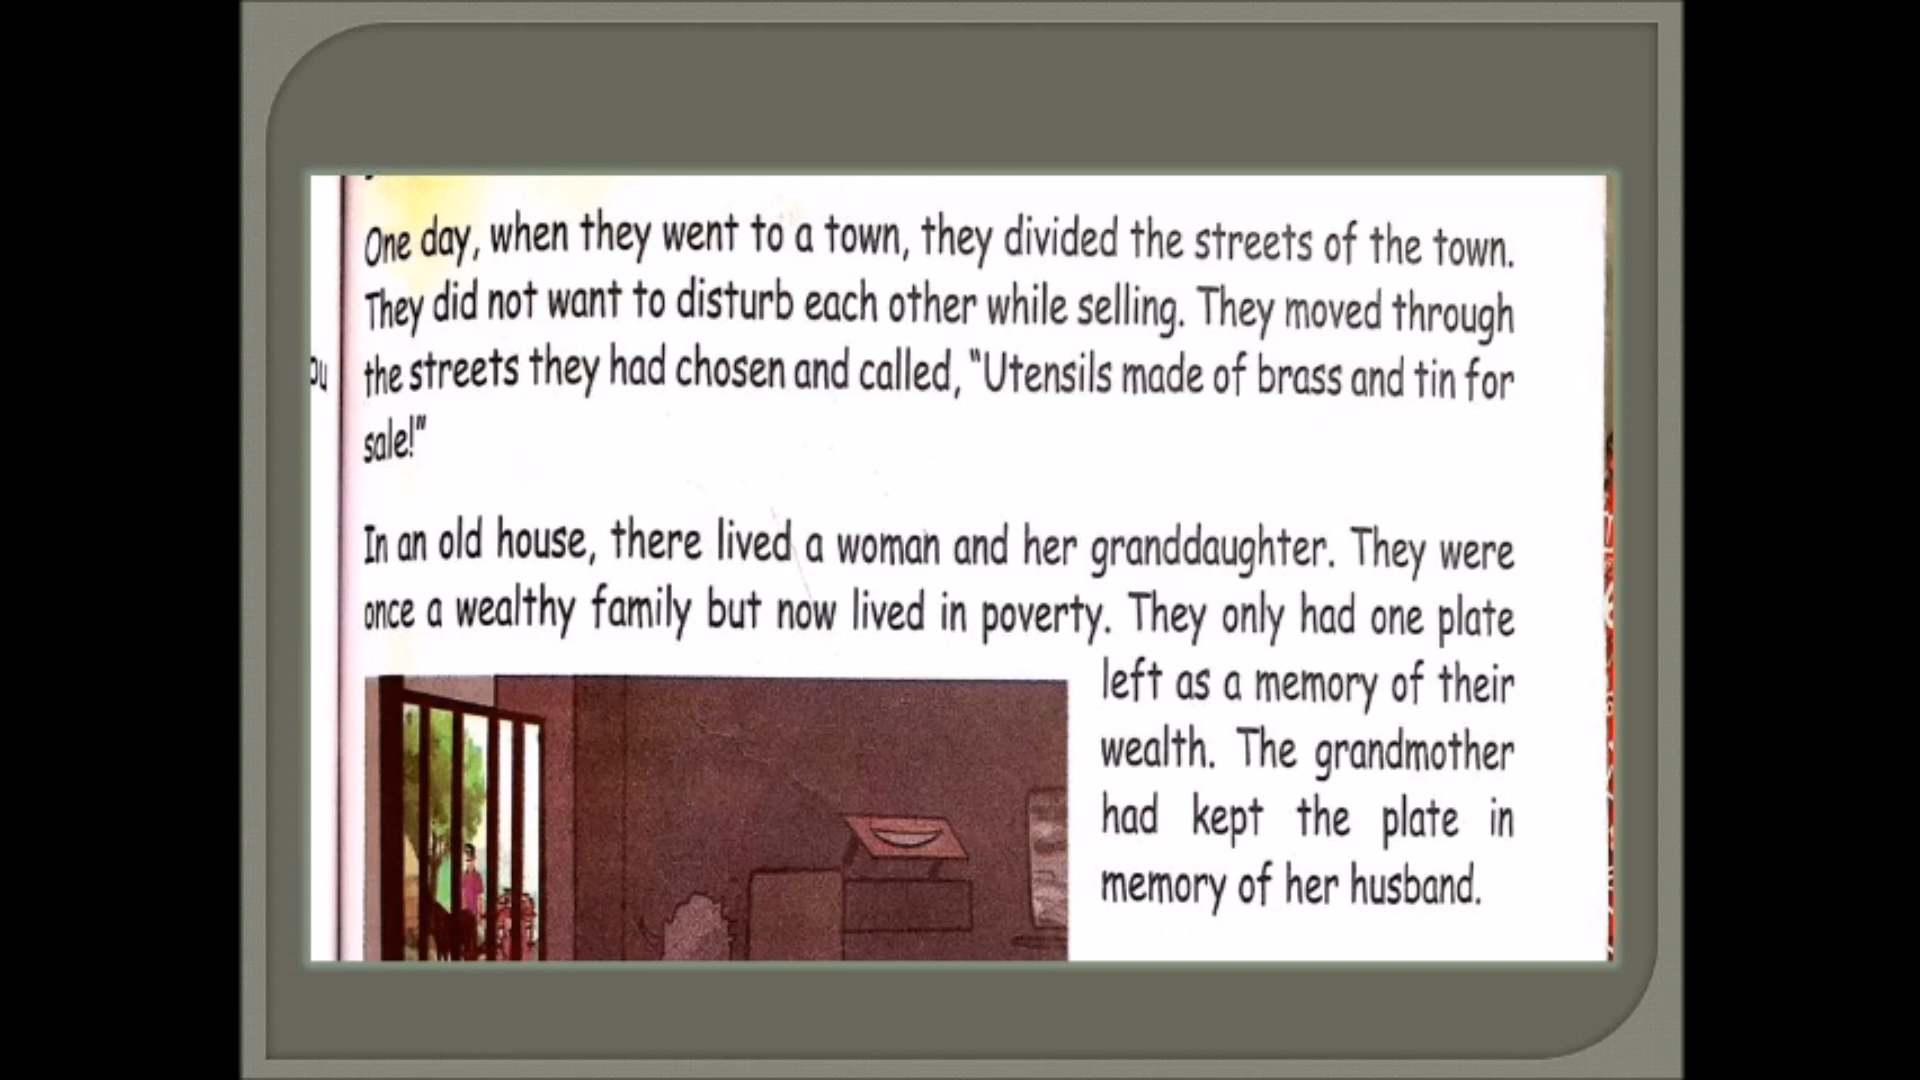 One day, when they went to a town, they divided the streets of the town.
They did not want to disturb each other while selling. They moved through
the streets they had chosen and called, "Utensils made of brass and tin for
sale!"
In an old house, there lived a woman and her granddaughter. They were
once a wealthy family but now lived in poverty. They only had one plate
left as a memory of their
wealth. The grandmother
had kept the plate in
memory of her husband.